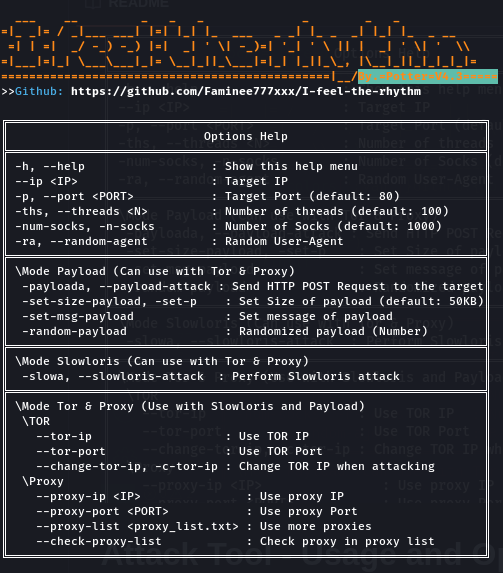 by.-Potter-V4.3-----
>>Github: https://github.com/Faminee777xxx/I-feel-the-rhythm
Options Help
-h, --help : Show this help menu
--ip <IP> : Target IP
-p, --port <PORT> : Target Port (default: 80)
-ths, --threads <N> : Number of threads (default: 100)
-num-socks, -n-socks : Number of Socks (default: 1000)
-ra, --random-agent : Random User-Agent
\Mode Payload (Can use with Tor & Proxy)
-payloada, --payload-attack : Send HTTP POST Request to the target
-set-size-payload, -set-p : Set Size of payload (default: 50KB)
-set-msg-payload : Set message of payload
-random-payload : Randomized payload (Number)
\Mode Slowloris (Can use with Tor & Proxy)
-slowa, --slowloris-attack : Perform Slowloris attack
\Mode Tor & Proxy (Use with Slowloris and Payload)
\TOR
--tor-ip : Use TOR IP
--tor-port : Use TOR Port
--change-tor-ip, -c-tor-ip : Change TOR IP when attacking
\Proxy
--proxy-ip <IP> : Use proxy IP
--proxy-port <PORT> : Use proxy Port
--proxy-list <proxy_list.txt> : Use more proxies
--check-proxy-list : Check proxy in proxy list